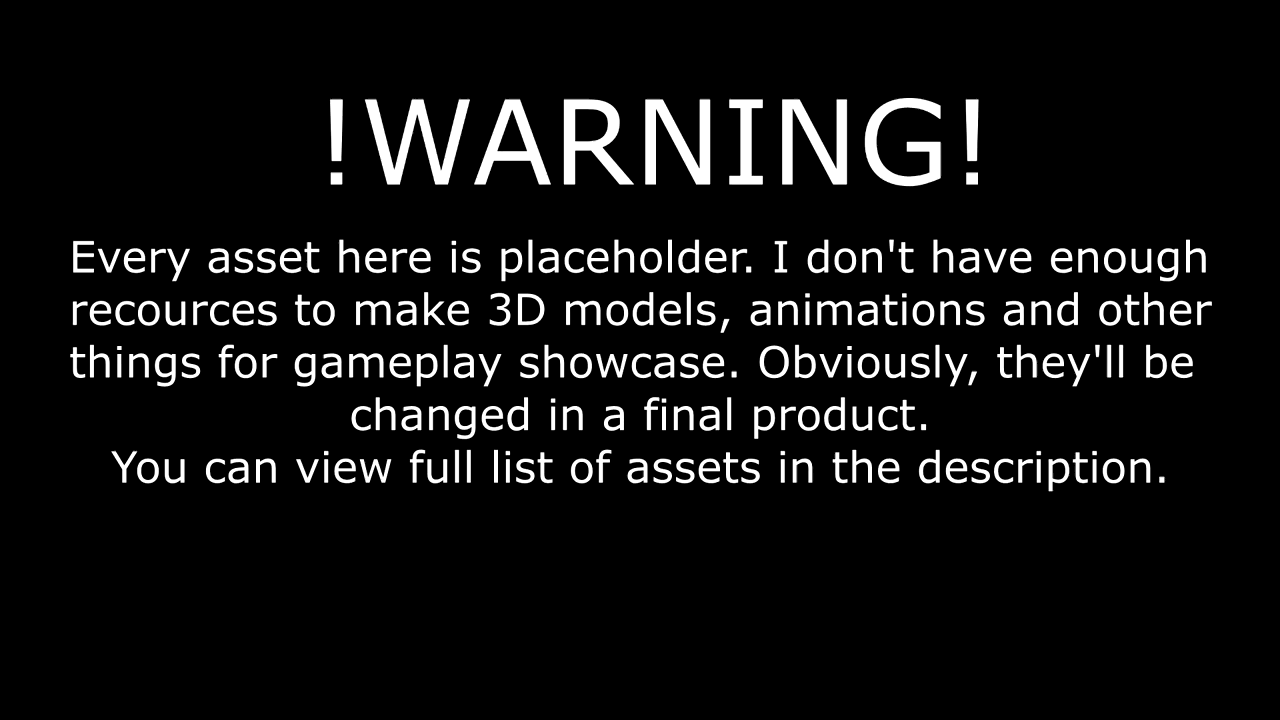 !WARNING!
Every asset here is placeholder. I don't have enough
recources to make 3D models, animations and other
things for gameplay showcase. Obviously, they'll be
changed in a final product.
You can view full list of assets in the description.